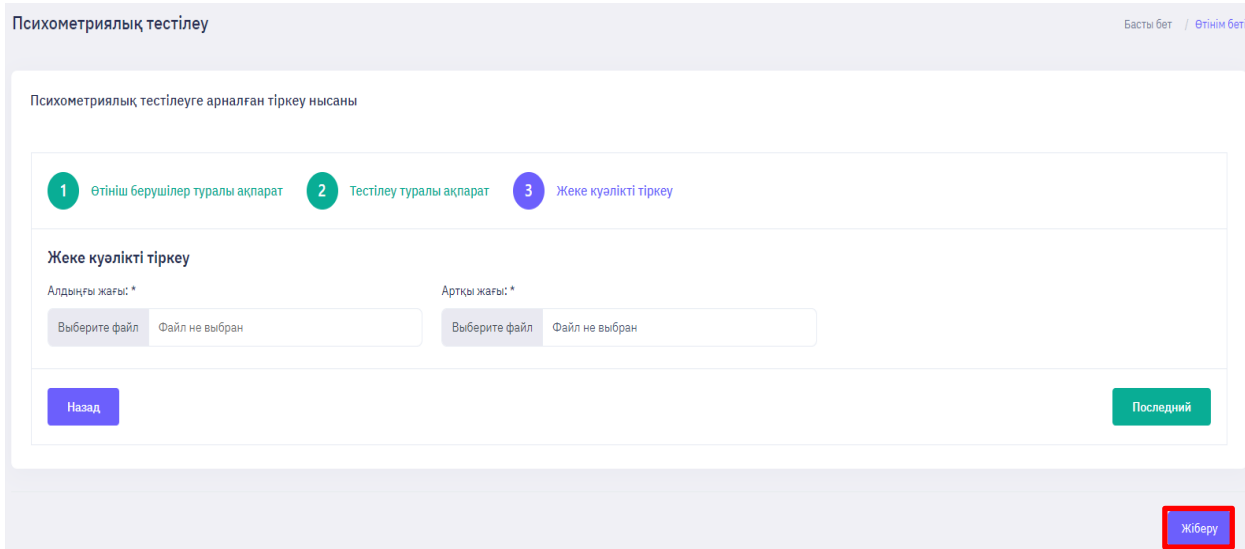 Психометриялық тестілеу
Басты бет / Өтінім беті
Психометриялық тестілеуге арналған тіркеу нысаны
1 Өтініш берушілер туралы ақпарат 2 Тестілеу туралы ақпарат 3 Жеке куәлікті тіркеу
Жеке куәлікті тіркеу
Алдыңғы жағы: * Артқы жағы: *
Выберите файл Файл не выбран Выберите файл Файл не выбран
Назад Последний
Жіберу